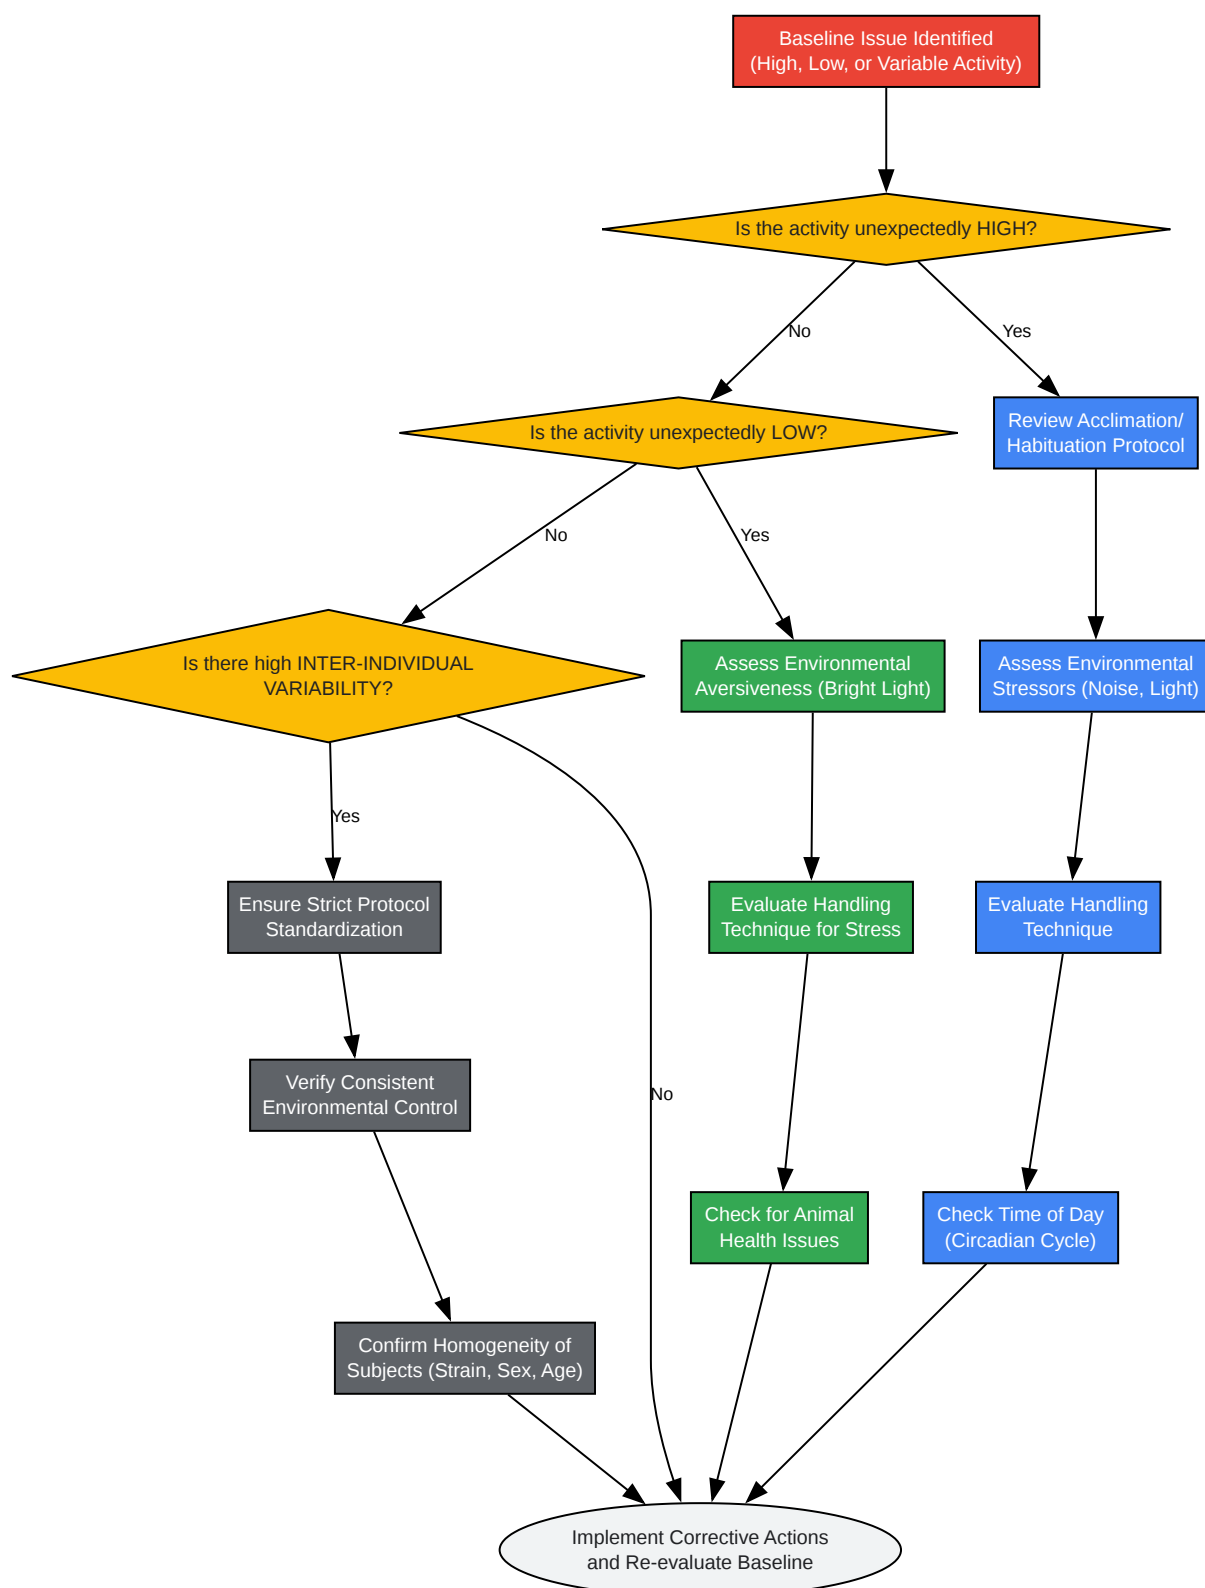 Baseline Issue Identified
(High, Low, or Variable Activity)
Is the activity unexpectedly HIGH?
No
Yes
Is the activity unexpectedly LOW?
Review Acclimation/
Habituation Protocol
No
Yes
Is there high INTER-INDIVIDUAL
VARIABILITY?
Assess Environmental
Aversiveness (Bright Light)
Assess Environmental
Stressors (Noise, Light)
Yes
Ensure Strict Protocol
Standardization
Evaluate Handling
Technique for Stress
Evaluate Handling
Technique
Verify Consistent
Environmental Control
No
Check for Animal
Health Issues
Check Time of Day
(Circadian Cycle)
Confirm Homogeneity of
Subjects (Strain, Sex, Age)
Implement Corrective Actions
and Re-evaluate Baseline